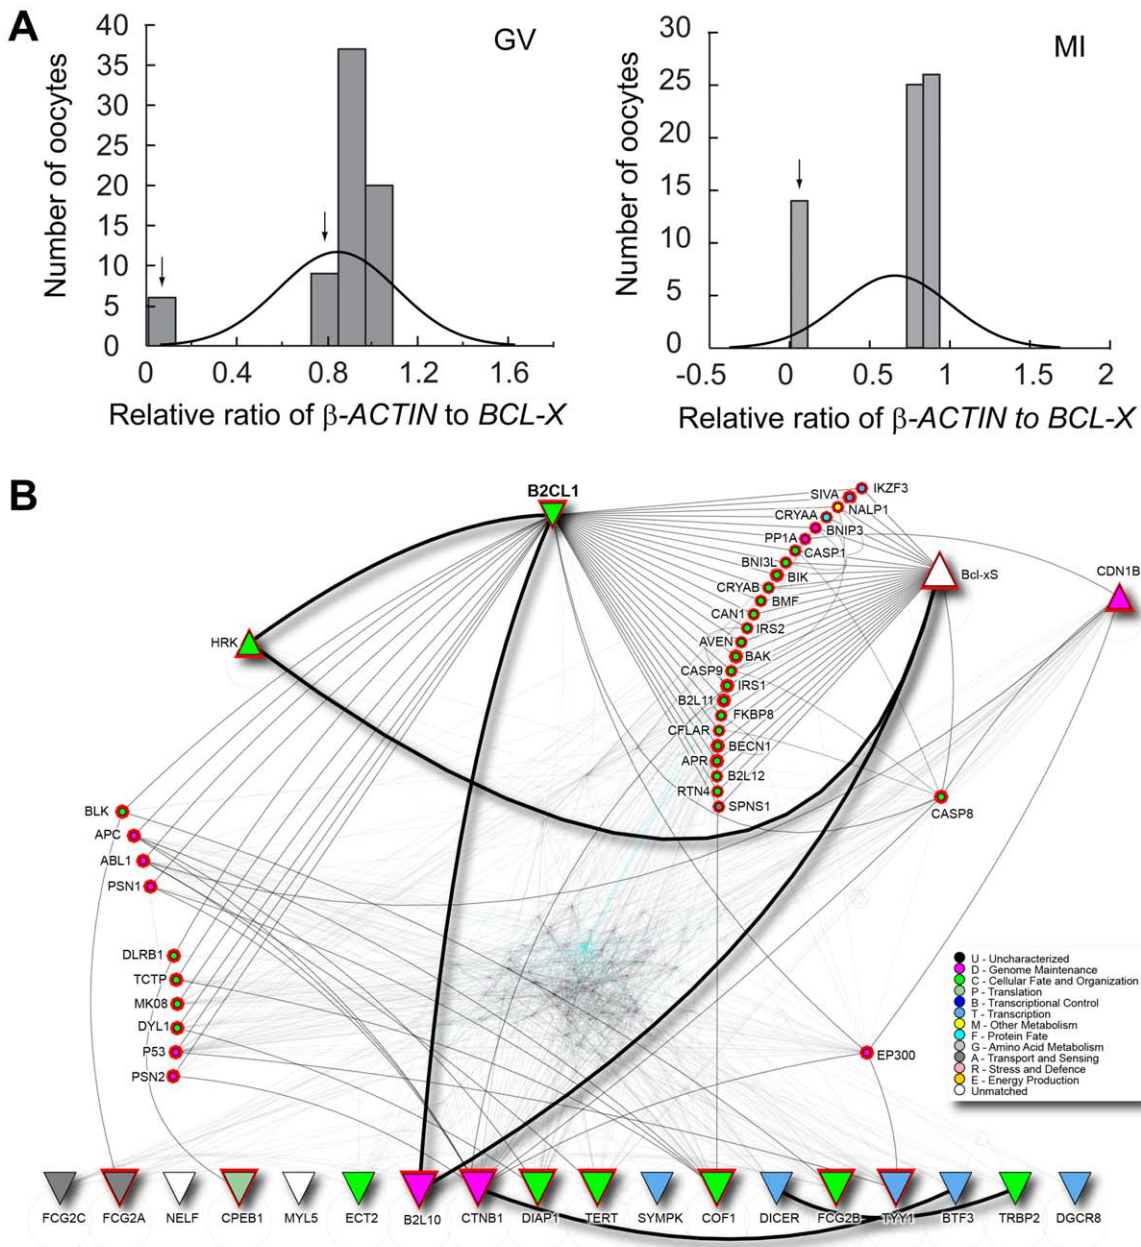 A
GV
Number of oocytes
40
35
30
25
20
15
10
5
0
0
0.4
0.8
1.2
1.6
Relative ratio of β-ACTIN to BCL-X
MI
Number of oocytes
30
25
20
15
10
5
0
-0.5
0
0.5
1
1.5
2
Relative ratio of β-ACTIN to BCL-X
B
B2CL1
IKZF3
SIVA
NALP1
CRYAA
BNIP3
PP1A
CASP1
BNI3L
BIK
CRYAB
BMF
CAN1
IRS2
AVEN
BAK
CASP9
IRS1
B2L11
FKBP8
CFLAR
BECN1
APR
B2L12
RTN4
SPNS1
Bcl-xS
CDN1B
HRK
CASP8
BLK
APC
ABL1
PSN1
DLRB1
TCTP
MK08
DYL1
P53
PSN2
EP300
U - Uncharacterized
D - Genome Maintenance
C - Cellular Fate and Organization
P - Translation
B - Transcriptional Control
T - Transcription
M - Other Metabolism
F - Protein Fate
G - Amino Acid Metabolism
A - Transport and Sensing
R - Stress and Defence
E - Energy Production
Unmatched
FCG2C
FCG2A
NELF
CPEB1
MYL5
ECT2
B2L10
CTNB1
DIAP1
TERT
SYMPK
COF1
DICER
FCG2B
TYY1
BTF3
TRBP2
DGCR8